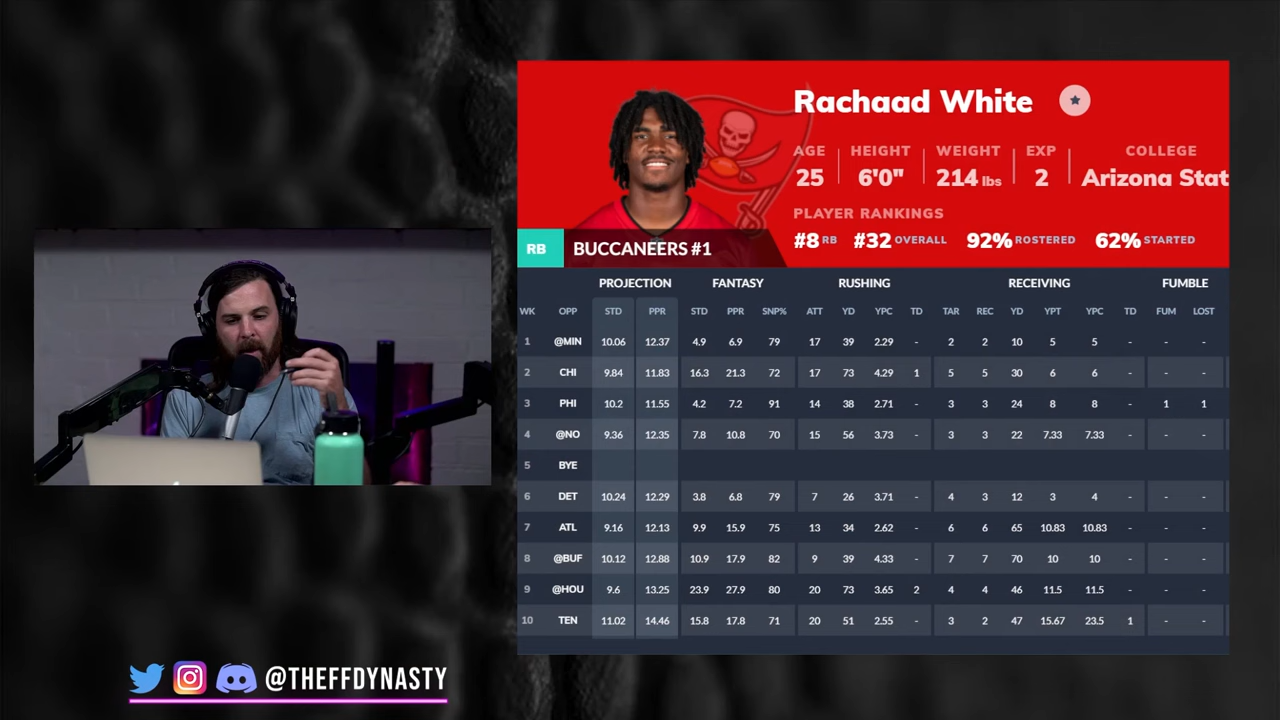 Rachaad White
AGE HEIGHT WEIGHT EXP COLLEGE
25 6'0" 214 lbs 2 Arizona Stat
PLAYER RANKINGS
#8 RB #32 OVERALL 92% ROSTERED 62% STARTED
RB BUCCANEERS #1
PROJECTION FANTASY RUSHING RECEIVING FUMBLE
WK OPP STD PPR STD PPR SNP% ATT YD YPC TD TAR REC YD YPT YPC TD FUM LOST
1 @MIN 10.06 12.37 4.9 6.9 79 17 39 2.29 - 2 2 10 5 5 - - -
2 CHI 9.84 11.83 16.3 21.3 72 17 73 4.29 1 5 5 30 6 6 - - -
3 PHI 10.2 11.55 4.2 7.2 91 14 38 2.71 - 3 3 24 8 8 - 1 1
4 @NO 9.36 12.35 7.8 10.8 70 15 56 3.73 - 3 3 22 7.33 7.33 - - -
5 BYE
6 DET 10.24 12.29 3.8 6.8 79 7 26 3.71 - 4 3 12 3 4 - - -
7 ATL 9.16 12.13 9.9 15.9 75 13 34 2.62 - 6 6 65 10.83 10.83 - - -
8 @BUF 10.12 12.88 10.9 17.9 82 9 39 4.33 - 7 7 70 10 10 - - -
9 @HOU 9.6 13.25 23.9 27.9 80 20 73 3.65 2 4 4 46 11.5 11.5 - - -
10 TEN 11.02 14.46 15.8 17.8 71 20 51 2.55 - 3 2 47 15.67 23.5 1 - -
@THEFFDYNASTY